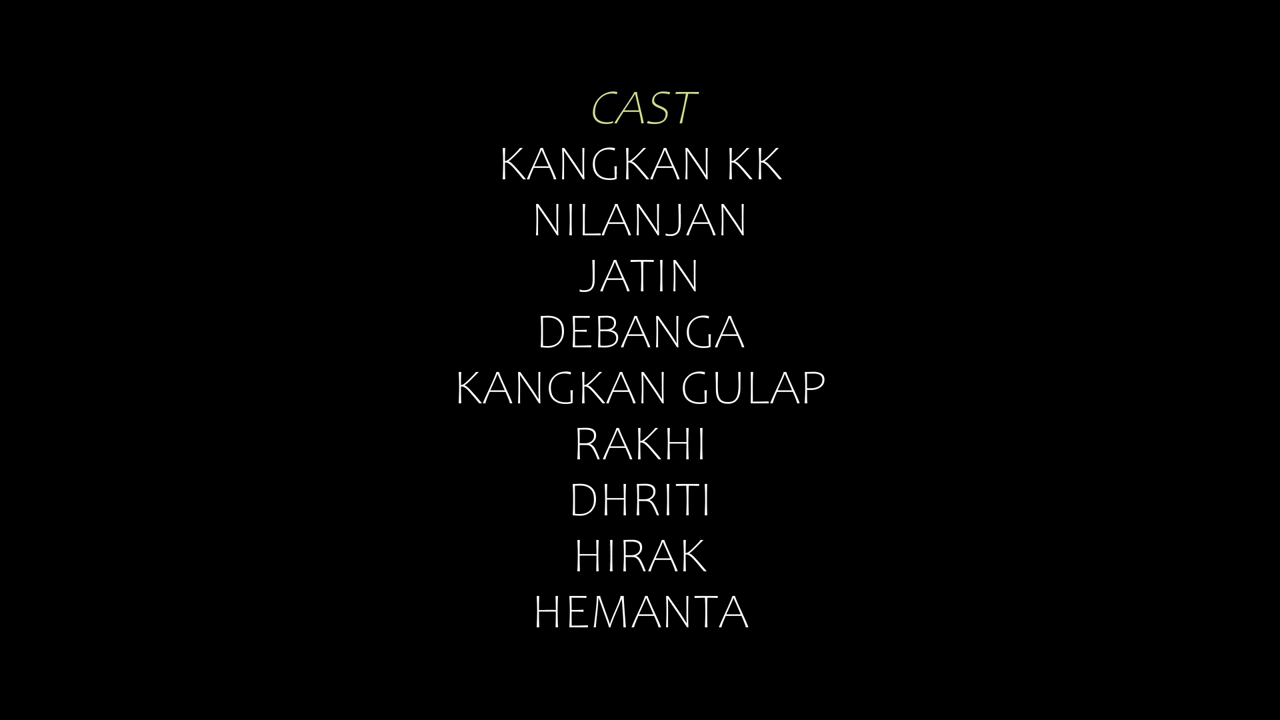 CAST
KANGKAN KK
NILANJAN
JATIN
DEBANGA
KANGKAN GULAP
RAKHI
DHRITI
HIRAK
HEMANTA